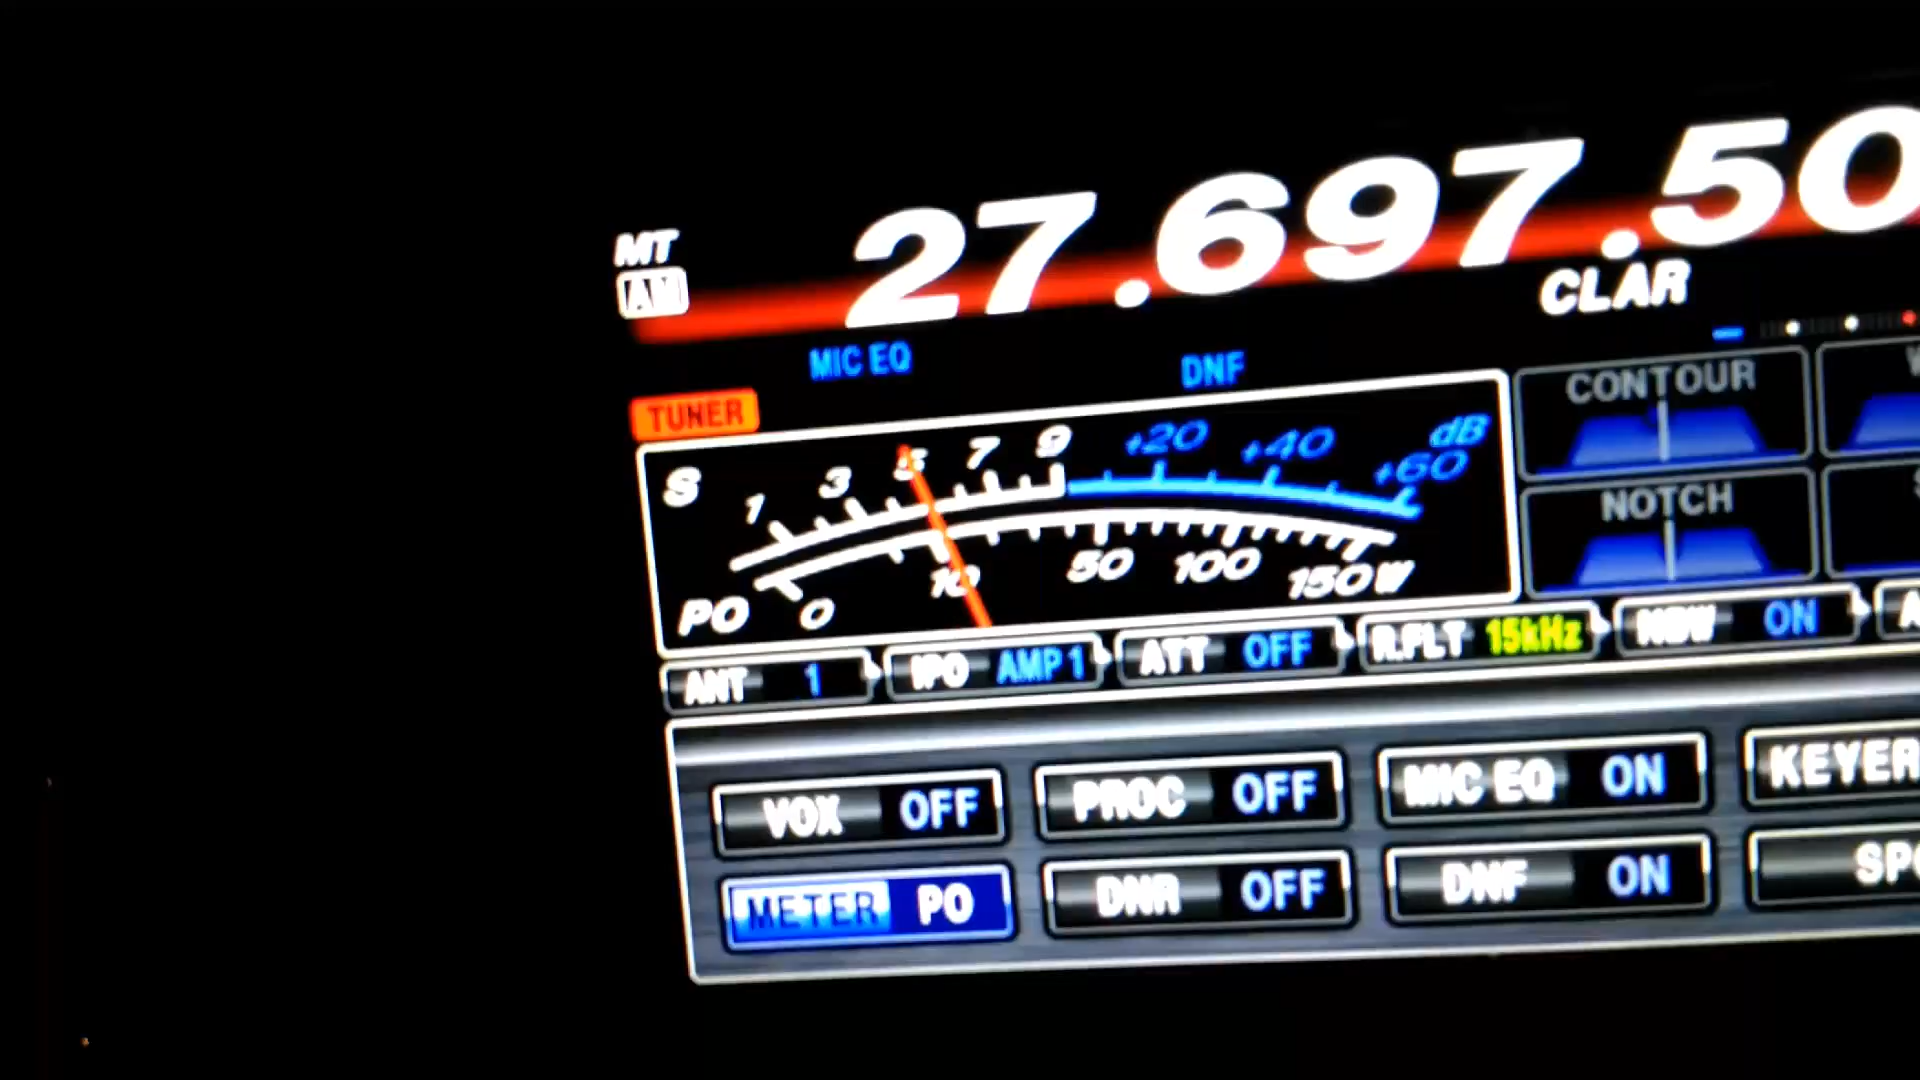 27.697.50
MT
AM
CLAR
MIC EQ DNF
TUNER
CONTOUR
S 1 3 5 7 9 +20 +40 +60 dB
NOTCH
PO 0 10 50 100 150W
ANT 1 IPO AMP1 ATT OFF R.FLT 15kHz ON
VOX OFF PROC OFF MIC EQ ON KEYER
METER PO DNR OFF DNF ON